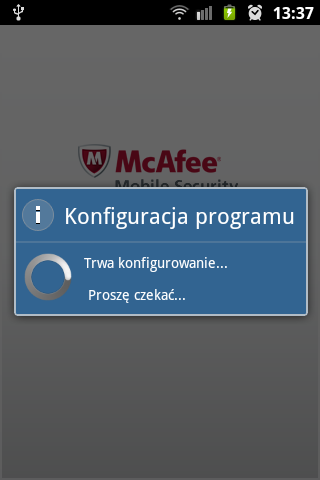 13:37
McAfee
Mobile Security
Konfiguracja programu
Trwa konfigurowanie...
Proszę czekać...